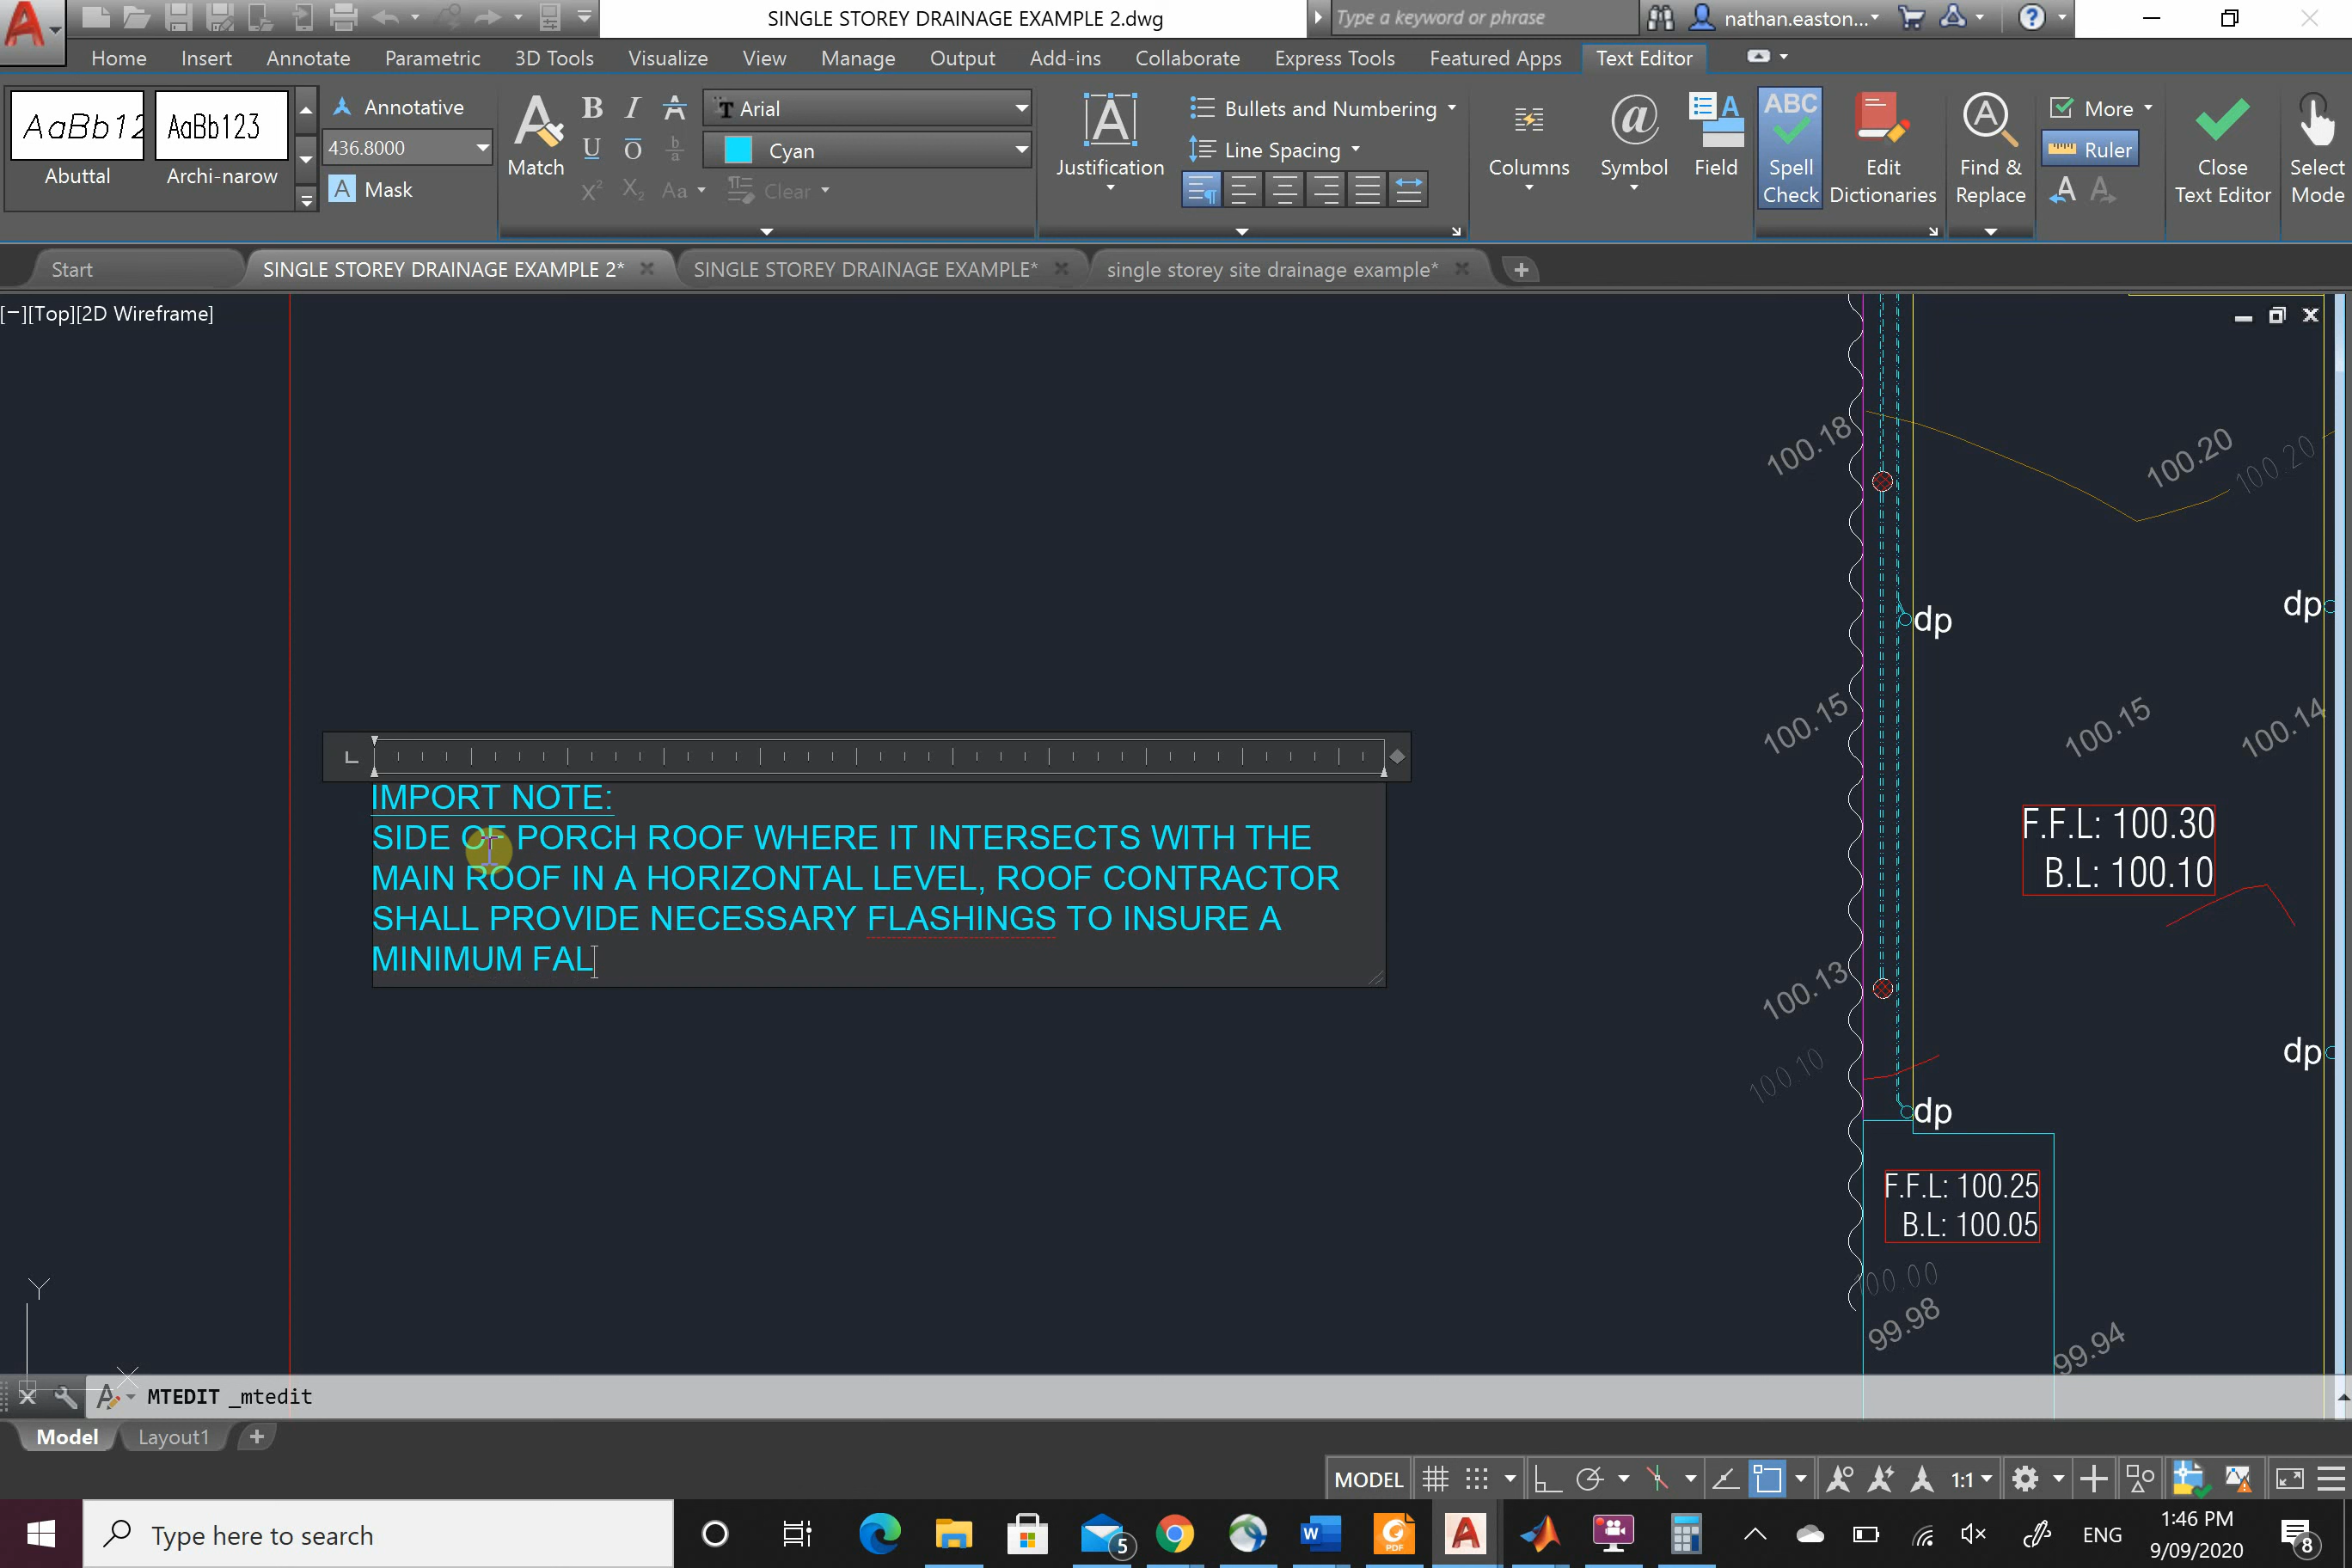 SINGLE STOREY DRAINAGE EXAMPLE 2.dwg
Type a keyword or phrase
nathan.easton...
Home Insert Annotate Parametric 3D Tools Visualize View Manage Output Add-ins Collaborate Express Tools Featured Apps Text Editor
AaBb12 AaBb123
Abuttal Archi-narow
Annotative
436.8000
Mask
Match
Arial
Cyan
Clear
Justification
Bullets and Numbering
Line Spacing
Columns
Symbol
Field
ABC
Spell Check
Edit Dictionaries
Find & Replace
More
Ruler
Close Text Editor
Select Mode
Start SINGLE STOREY DRAINAGE EXAMPLE 2* SINGLE STOREY DRAINAGE EXAMPLE* single storey site drainage example*
[−][Top][2D Wireframe]
100.18
100.20
100.20
dp
dp
100.15
100.15
100.14
IMPORT NOTE:
SIDE OF PORCH ROOF WHERE IT INTERSECTS WITH THE
MAIN ROOF IN A HORIZONTAL LEVEL, ROOF CONTRACTOR
SHALL PROVIDE NECESSARY FLASHINGS TO INSURE A
MINIMUM FAL
F.F.L: 100.30
B.L: 100.10
100.13
100.10
dp
dp
F.F.L: 100.25
B.L: 100.05
99.98
99.94
Y
X
MTEDIT _mtedit
Model Layout1
MODEL
1:1
Type here to search
5
PDF
ENG
1:46 PM
9/09/2020
8